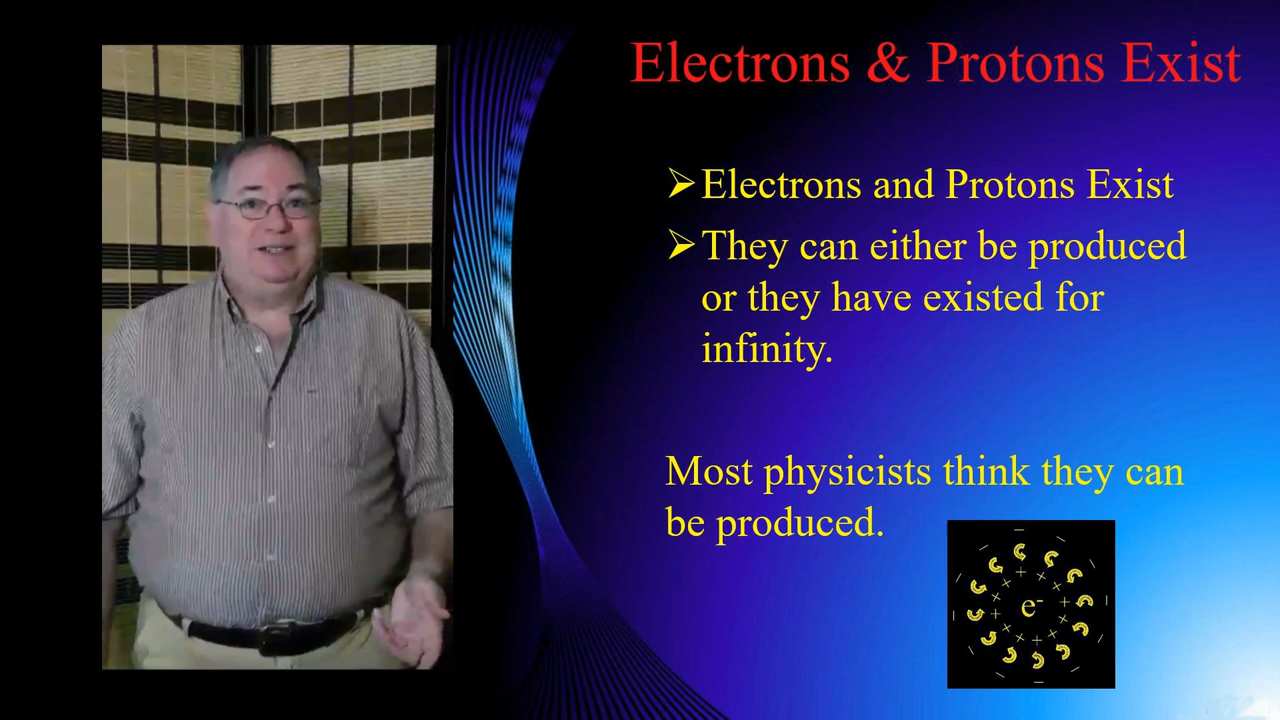 Electrons & Protons Exist
➢Electrons and Protons Exist
➢They can either be produced
or they have existed for
infinity.
Most physicists think they can
be produced.
e-